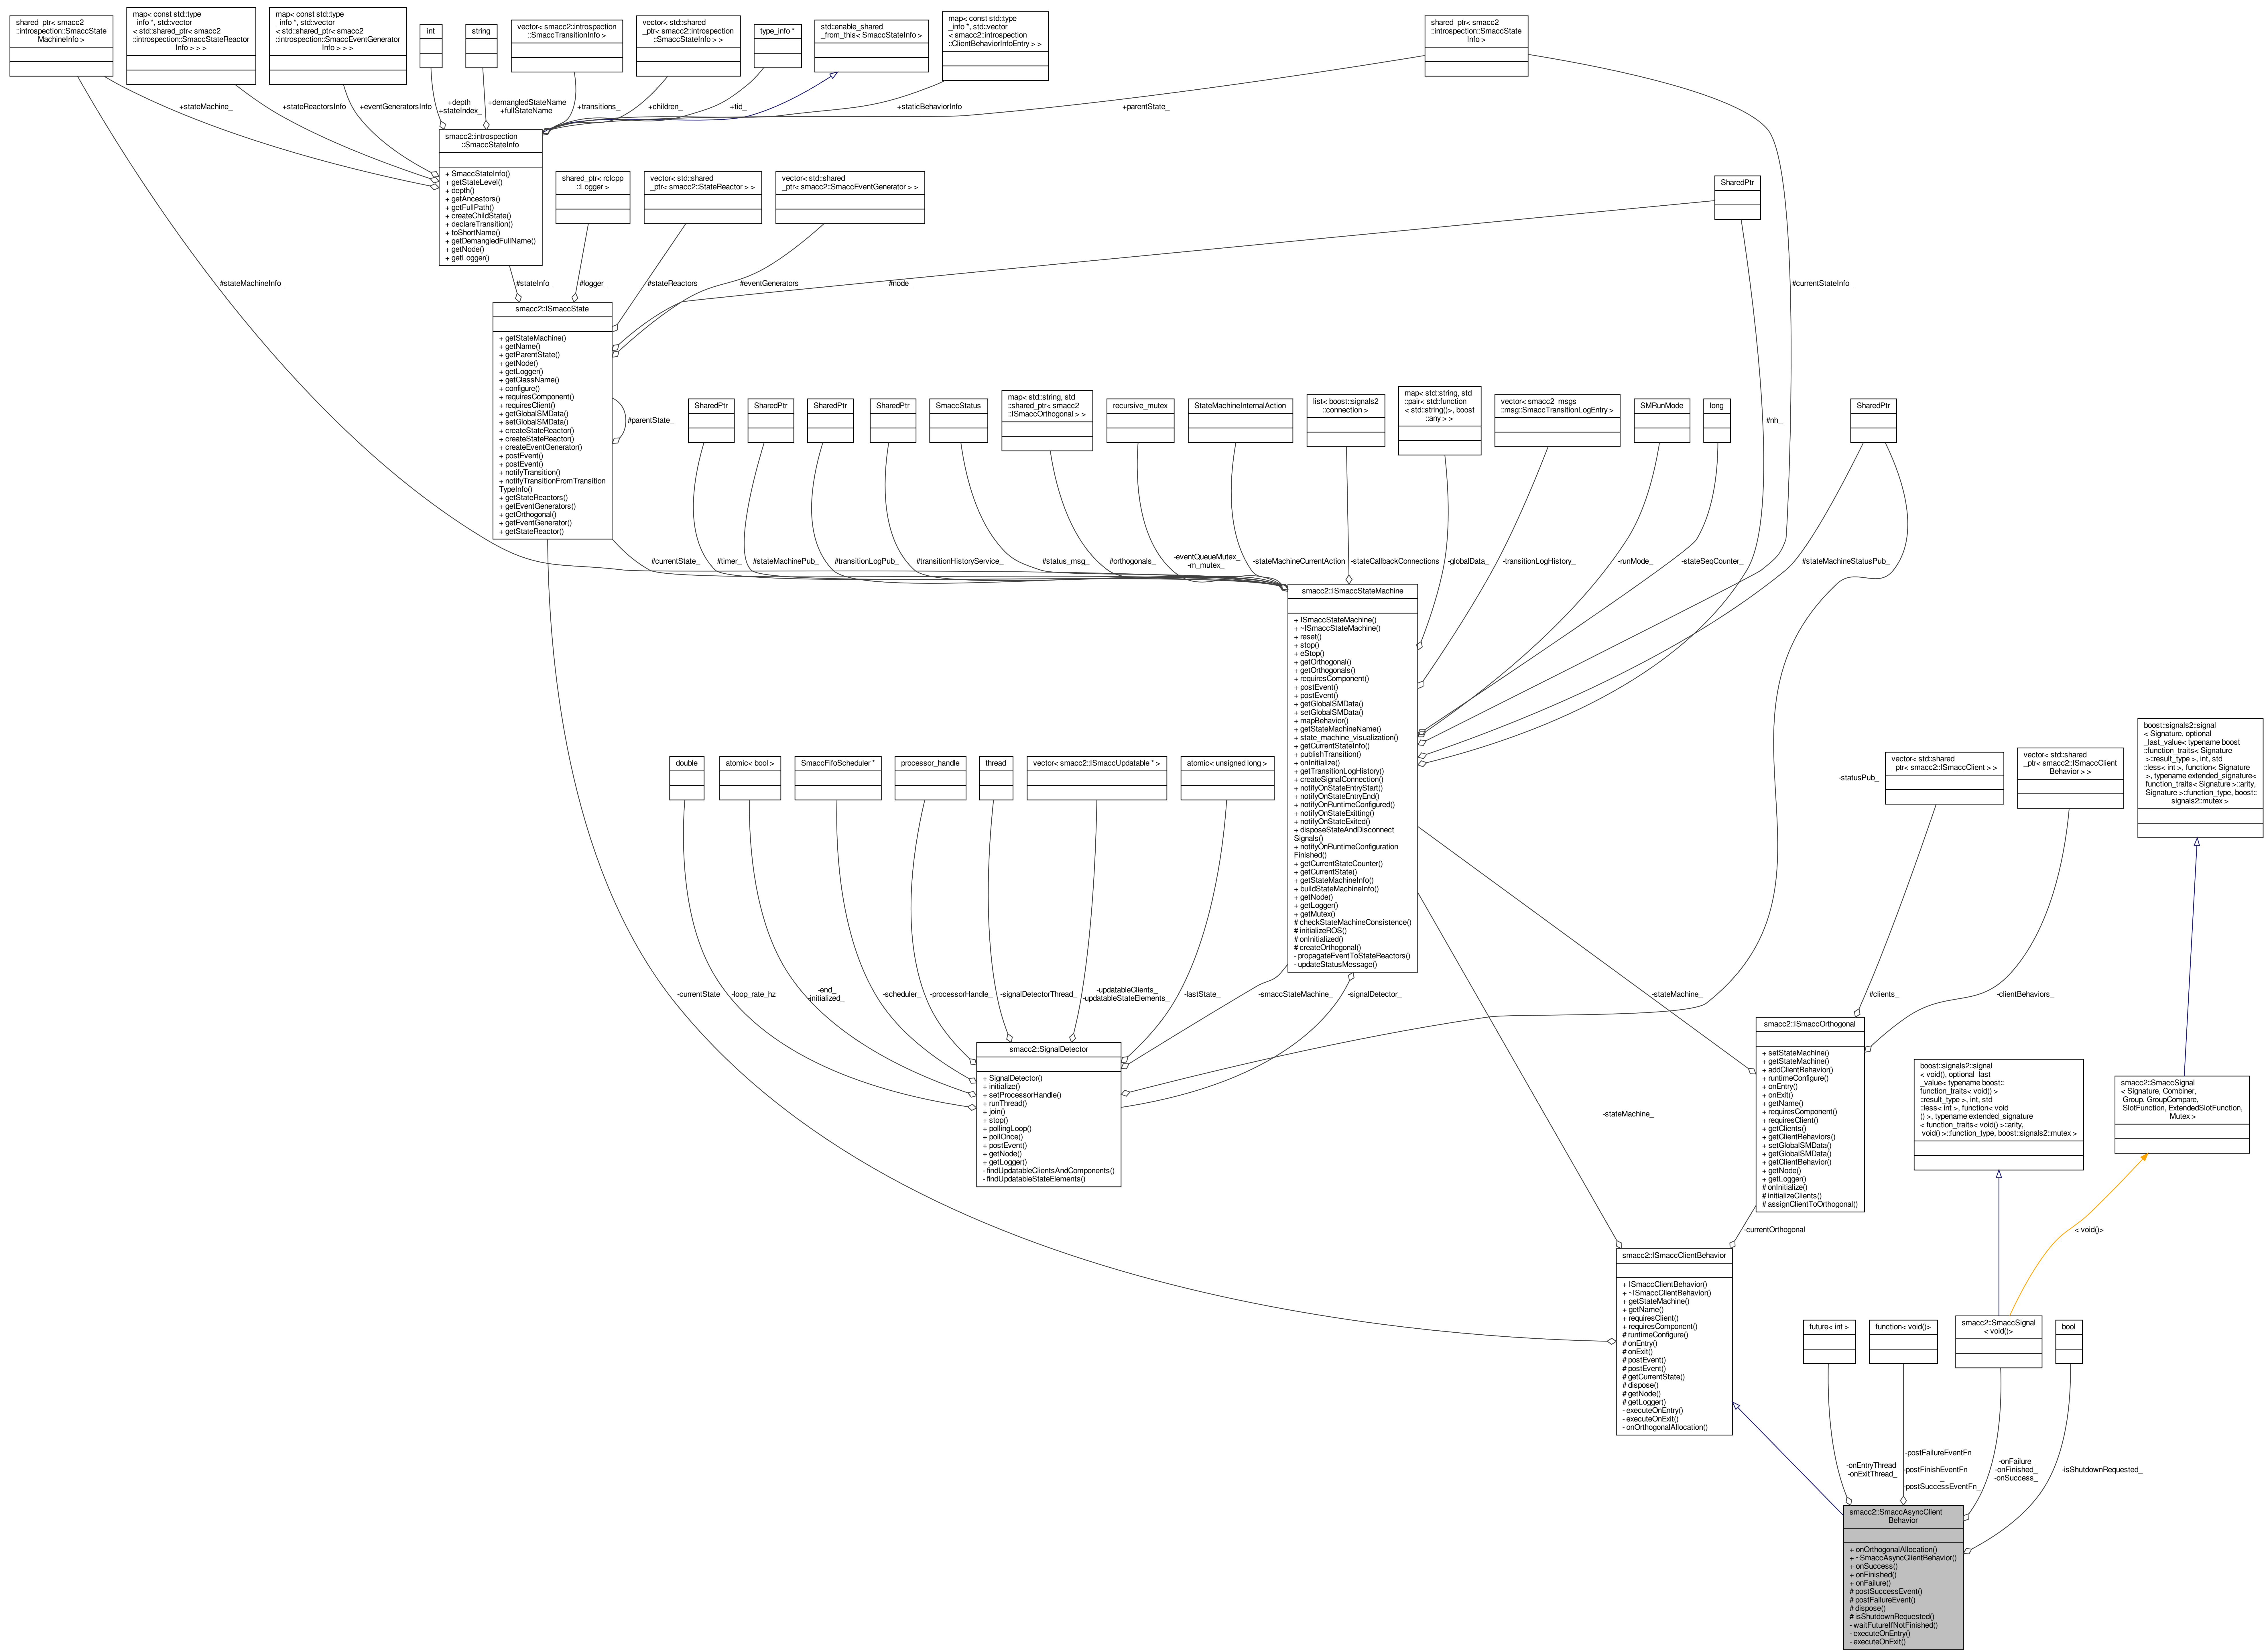 shared_ptr< smacc2
::introspection::SmaccState
MachineInfo >
map< const std::type
_info *, std::vector
< std::shared_ptr< smacc2
::introspection::SmaccStateReactor
Info > > >
map< const std::type
_info *, std::vector
< std::shared_ptr< smacc2
::introspection::SmaccEventGenerator
Info > > >
int
string
vector< smacc2::introspection
::SmaccTransitionInfo >
vector< std::shared
_ptr< smacc2::introspection
::SmaccStateInfo > >
type_info *
std::enable_shared
_from_this< SmaccStateInfo >
map< const std::type
_info *, std::vector
< smacc2::introspection
::ClientBehaviorInfoEntry > >
shared_ptr< smacc2
::introspection::SmaccState
Info >
+stateMachine_
+stateReactorsInfo
+eventGeneratorsInfo
+depth_
+stateIndex_
+demangledStateName
+fullStateName
+transitions_
+children_
+tid_
+staticBehaviorInfo
+parentState_
smacc2::introspection
::SmaccStateInfo
+ SmaccStateInfo()
+ getStateLevel()
+ depth()
+ getAncestors()
+ getFullPath()
+ createChildState()
+ declareTransition()
+ toShortName()
+ getDemangledFullName()
+ getNode()
+ getLogger()
shared_ptr< rclcpp
::Logger >
vector< std::shared
_ptr< smacc2::StateReactor > >
vector< std::shared
_ptr< smacc2::SmaccEventGenerator > >
SharedPtr
#stateMachineInfo_
#stateInfo_
#logger_
#stateReactors_
#eventGenerators_
#node_
#currentStateInfo_
smacc2::ISmaccState
+ getStateMachine()
+ getName()
+ getParentState()
+ getNode()
+ getLogger()
+ getClassName()
+ configure()
+ requiresComponent()
+ requiresClient()
+ getGlobalSMData()
+ setGlobalSMData()
+ createStateReactor()
+ createStateReactor()
+ createEventGenerator()
+ postEvent()
+ postEvent()
+ notifyTransition()
+ notifyTransitionFromTransition
TypeInfo()
+ getStateReactors()
+ getEventGenerators()
+ getOrthogonal()
+ getEventGenerator()
+ getStateReactor()
#parentState_
SharedPtr
SharedPtr
SharedPtr
SharedPtr
SmaccStatus
map< std::string, std
::shared_ptr< smacc2
::ISmaccOrthogonal > >
recursive_mutex
StateMachineInternalAction
list< boost::signals2
::connection >
map< std::string, std
::pair< std::function
< std::string()>, boost
::any > >
vector< smacc2_msgs
::msg::SmaccTransitionLogEntry >
SMRunMode
long
#nh_
SharedPtr
#currentState_
#timer_
#stateMachinePub_
#transitionLogPub_
#transitionHistoryService_
#status_msg_
#orthogonals_
-eventQueueMutex_
-m_mutex_
-stateMachineCurrentAction
-stateCallbackConnections
-globalData_
-transitionLogHistory_
-runMode_
-stateSeqCounter_
#stateMachineStatusPub_
smacc2::ISmaccStateMachine
+ ISmaccStateMachine()
+ ~ISmaccStateMachine()
+ reset()
+ stop()
+ eStop()
+ getOrthogonal()
+ getOrthogonals()
+ requiresComponent()
+ postEvent()
+ postEvent()
+ getGlobalSMData()
+ setGlobalSMData()
+ mapBehavior()
+ getStateMachineName()
+ state_machine_visualization()
+ getCurrentStateInfo()
+ publishTransition()
+ onInitialize()
+ getTransitionLogHistory()
+ createSignalConnection()
+ notifyOnStateEntryStart()
+ notifyOnStateEntryEnd()
+ notifyOnRuntimeConfigured()
+ notifyOnStateExitting()
+ notifyOnStateExited()
+ disposeStateAndDisconnect
Signals()
+ notifyOnRuntimeConfiguration
Finished()
+ getCurrentStateCounter()
+ getCurrentState()
+ getStateMachineInfo()
+ buildStateMachineInfo()
+ getNode()
+ getLogger()
+ getMutex()
# checkStateMachineConsistence()
# initializeROS()
# onInitialized()
# createOrthogonal()
- propagateEventToStateReactors()
- updateStatusMessage()
double
atomic< bool >
SmaccFifoScheduler *
processor_handle
thread
vector< smacc2::ISmaccUpdatable * >
atomic< unsigned long >
-statusPub_
vector< std::shared
_ptr< smacc2::ISmaccClient > >
vector< std::shared
_ptr< smacc2::ISmaccClient
Behavior > >
boost::signals2::signal
< Signature, optional
_last_value< typename boost
::function_traits< Signature
>::result_type >, int, std
::less< int >, function< Signature
>, typename extended_signature<
function_traits< Signature >::arity,
Signature >::function_type, boost::
signals2::mutex >
-currentState
-loop_rate_hz
-end_
-initialized_
-scheduler_
-processorHandle_
-signalDetectorThread_
-updatableClients_
-updatableStateElements_
-lastState_
-smaccStateMachine_
-signalDetector_
-stateMachine_
#clients_
-clientBehaviors_
smacc2::SignalDetector
+ SignalDetector()
+ initialize()
+ setProcessorHandle()
+ runThread()
+ join()
+ stop()
+ pollingLoop()
+ pollOnce()
+ postEvent()
+ getNode()
+ getLogger()
- findUpdatableClientsAndComponents()
- findUpdatableStateElements()
smacc2::ISmaccOrthogonal
+ setStateMachine()
+ getStateMachine()
+ addClientBehavior()
+ runtimeConfigure()
+ onEntry()
+ onExit()
+ getName()
+ requiresComponent()
+ requiresClient()
+ getClients()
+ getClientBehaviors()
+ setGlobalSMData()
+ getGlobalSMData()
+ getClientBehavior()
+ getNode()
+ getLogger()
# onInitialize()
# initializeClients()
# assignClientToOrthogonal()
boost::signals2::signal
< void(), optional_last
_value< typename boost::
function_traits< void() >
::result_type >, int, std
::less< int >, function< void
() >, typename extended_signature
< function_traits< void() >::arity,
void() >::function_type, boost::signals2::mutex >
smacc2::SmaccSignal
< Signature, Combiner,
Group, GroupCompare,
SlotFunction, ExtendedSlotFunction,
Mutex >
-stateMachine_
-currentOrthogonal
< void()>
smacc2::ISmaccClientBehavior
+ ISmaccClientBehavior()
+ ~ISmaccClientBehavior()
+ getStateMachine()
+ getName()
+ requiresClient()
+ requiresComponent()
# runtimeConfigure()
# onEntry()
# onExit()
# postEvent()
# postEvent()
# getCurrentState()
# dispose()
# getNode()
# getLogger()
- executeOnEntry()
- executeOnExit()
- onOrthogonalAllocation()
future< int >
function< void()>
smacc2::SmaccSignal
< void()>
bool
-onEntryThread_
-onExitThread_
-postFailureEventFn
_
-postFinishEventFn
_
-postSuccessEventFn_
-onFailure_
-onFinished_
-onSuccess_
-isShutdownRequested_
smacc2::SmaccAsyncClient
Behavior
+ onOrthogonalAllocation()
+ ~SmaccAsyncClientBehavior()
+ onSuccess()
+ onFinished()
+ onFailure()
# postSuccessEvent()
# postFailureEvent()
# dispose()
# isShutdownRequested()
- waitFutureIfNotFinished()
- executeOnEntry()
- executeOnExit()